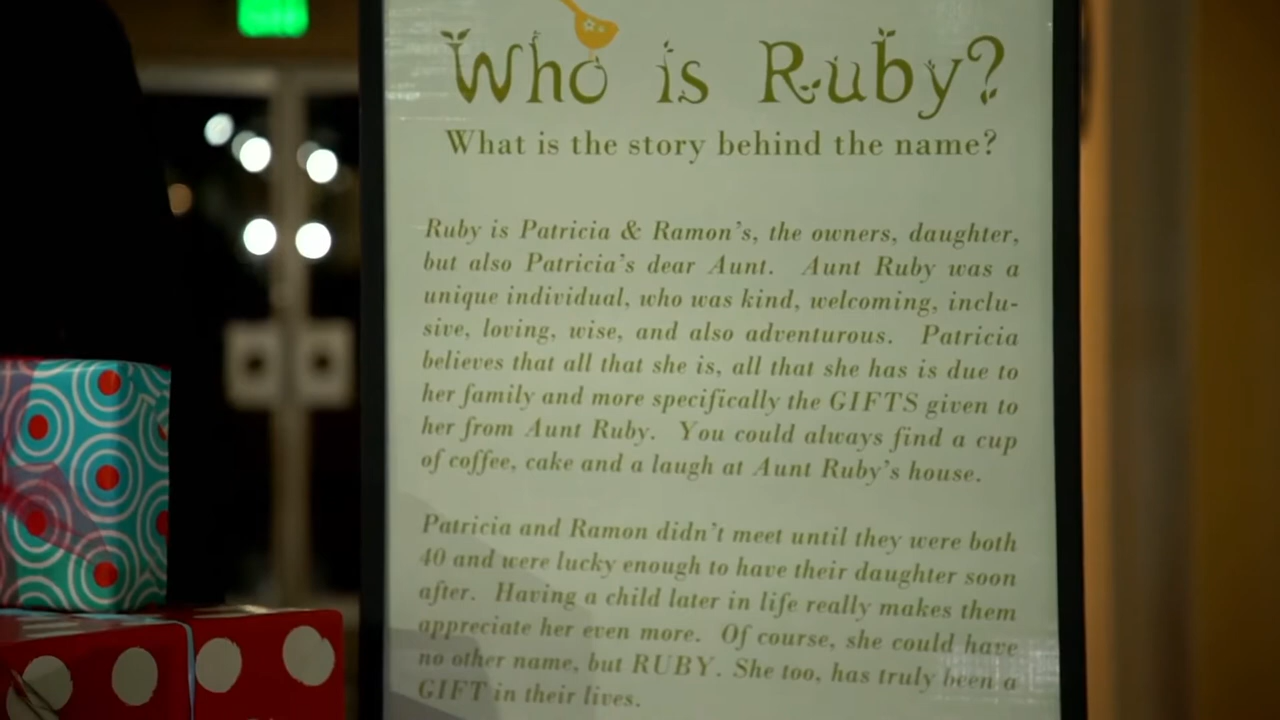 Who is Ruby?
What is the story behind the name?
Ruby is Patricia & Ramon's, the owners, daughter,
but also Patricia's dear Aunt. Aunt Ruby was a
unique individual, who was kind, welcoming, inclu-
sive, loving, wise, and also adventurous. Patricia
believes that all that she is, all that she has is due to
her family and more specifically the GIFTS given to
her from Aunt Ruby. You could always find a cup
of coffee, cake and a laugh at Aunt Ruby's house.
Patricia and Ramon didn't meet until they were both
40 and were lucky enough to have their daughter soon
after. Having a child later in life really makes them
appreciate her even more. Of course, she could have
no other name, but RUBY. She too, has truly been a
GIFT in their lives.